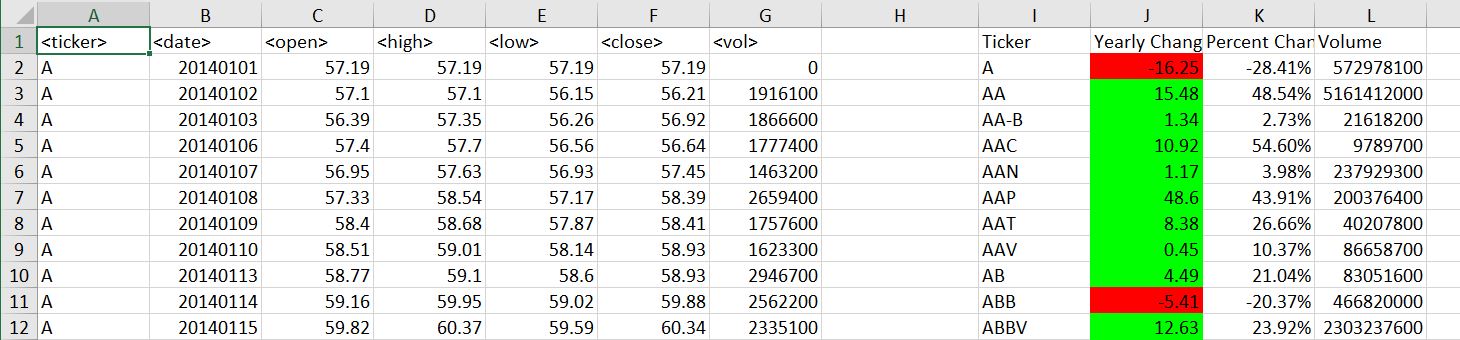 A B C D E F G H I J K L
1 <ticker> <date> <open> <high> <low> <close> <vol> Ticker Yearly Chang Percent Chan Volume
2 A 20140101 57.19 57.19 57.19 57.19 0 A -16.25 -28.41% 572978100
3 A 20140102 57.1 57.1 56.15 56.21 1916100 AA 15.48 48.54% 5161412000
4 A 20140103 56.39 57.35 56.26 56.92 1866600 AA-B 1.34 2.73% 21618200
5 A 20140106 57.4 57.7 56.56 56.64 1777400 AAC 10.92 54.60% 9789700
6 A 20140107 56.95 57.63 56.93 57.45 1463200 AAN 1.17 3.98% 237929300
7 A 20140108 57.33 58.54 57.17 58.39 2659400 AAP 48.6 43.91% 200376400
8 A 20140109 58.4 58.68 57.87 58.41 1757600 AAT 8.38 26.66% 40207800
9 A 20140110 58.51 59.01 58.14 58.93 1623300 AAV 0.45 10.37% 86658700
10 A 20140113 58.77 59.1 58.6 58.93 2946700 AB 4.49 21.04% 83051600
11 A 20140114 59.16 59.95 59.02 59.88 2562200 ABB -5.41 -20.37% 466820000
12 A 20140115 59.82 60.37 59.59 60.34 2335100 ABBV 12.63 23.92% 2303237600